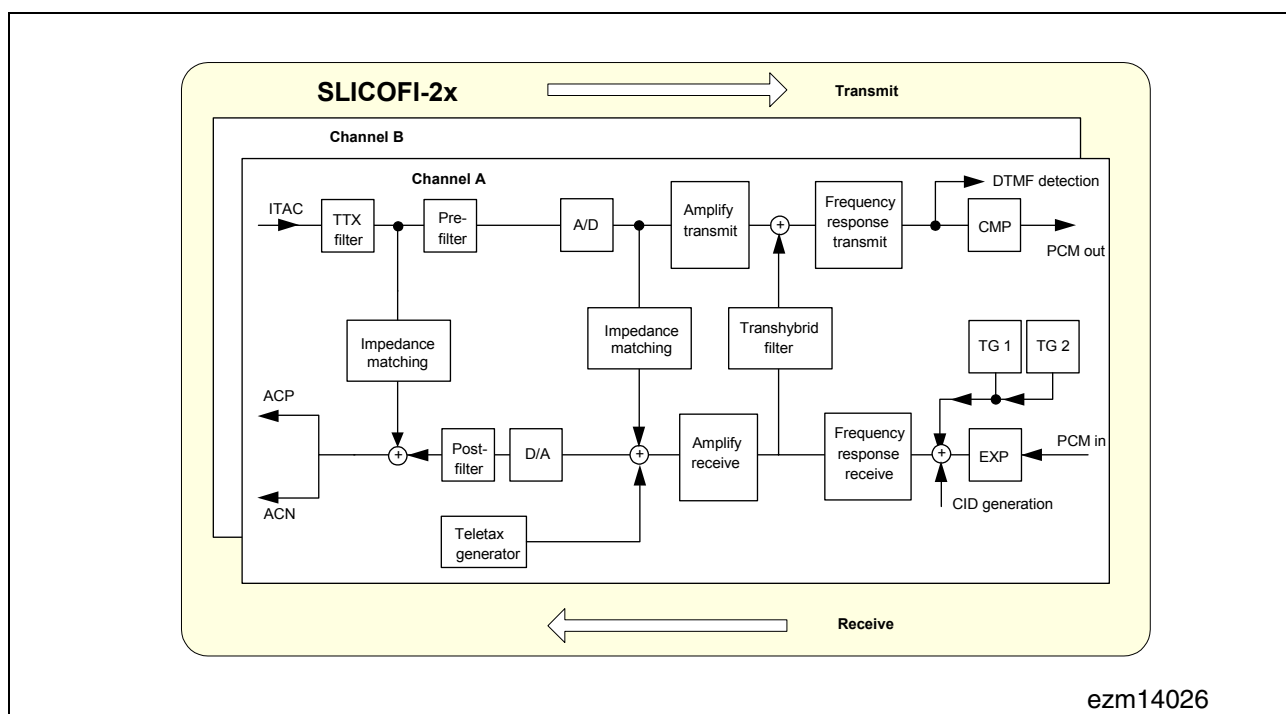 SLICOFI-2x
Transmit
Channel B
Channel A
ITAC
TTX
filter
Pre-
filter
A/D
Amplify
transmit
Frequency
response
transmit
DTMF detection
CMP
PCM out
Impedance
matching
Impedance
matching
Transhybrid
filter
TG 1
TG 2
ACP
ACN
Post-
filter
D/A
Amplify
receive
Frequency
response
receive
EXP
PCM in
CID generation
Teletax
generator
Receive
ezm14026